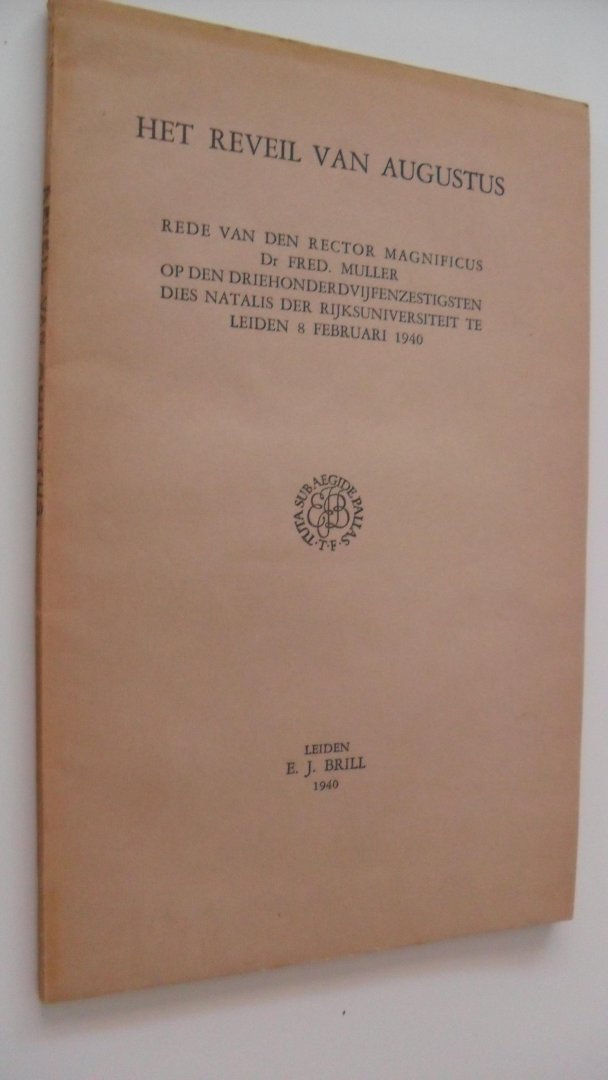 HET REVEIL VAN AUGUSTUS
REDE VAN DEN RECTOR MAGNIFICUS
Dr FRED. MULLER
OP DEN DRIEHONDERDVIJFENZESTIGSTEN
DIES NATALIS DER RIJKSUNIVERSITEIT TE
LEIDEN 8 FEBRUARI 1940
TUTA.SUB.AEGIDE.PALLAS
EJB
·T·F·
LEIDEN
E. J. BRILL
1940